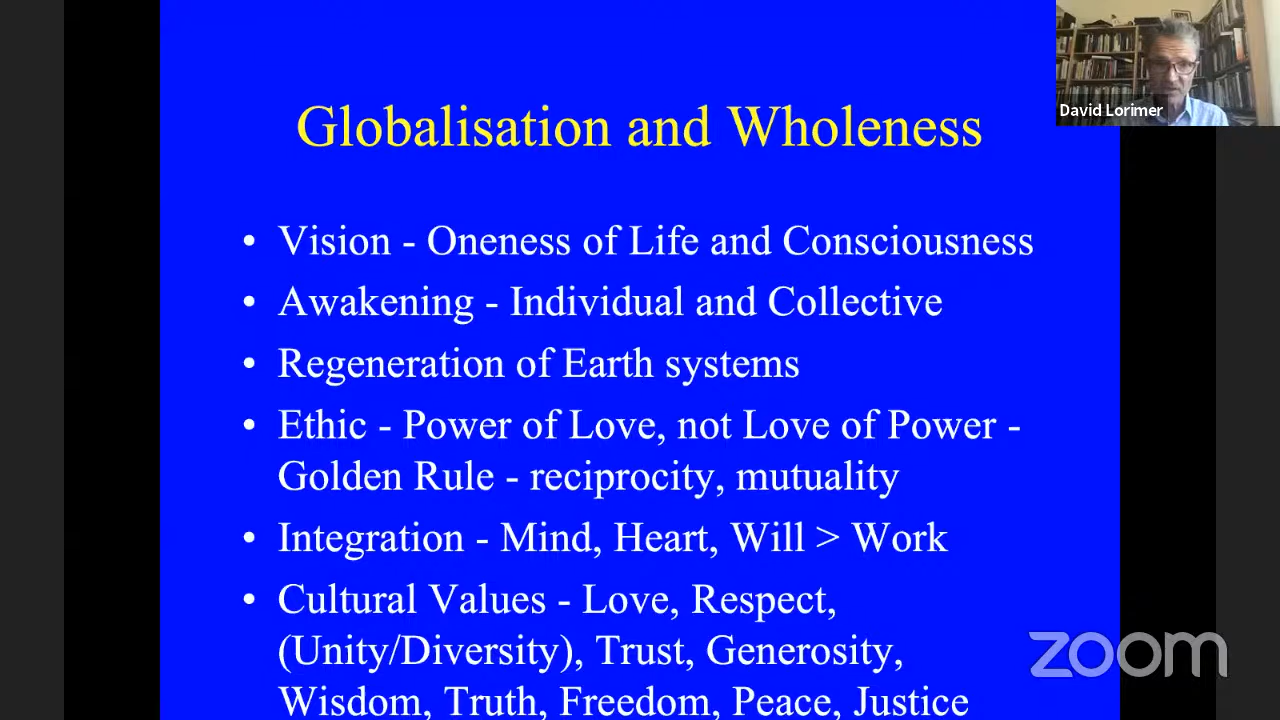 Globalisation and Wholeness
David Lorimer
• Vision - Oneness of Life and Consciousness
• Awakening - Individual and Collective
• Regeneration of Earth systems
• Ethic - Power of Love, not Love of Power -
Golden Rule - reciprocity, mutuality
• Integration - Mind, Heart, Will > Work
• Cultural Values - Love, Respect,
(Unity/Diversity), Trust, Generosity,
Wisdom, Truth, Freedom, Peace, Justice
zoom